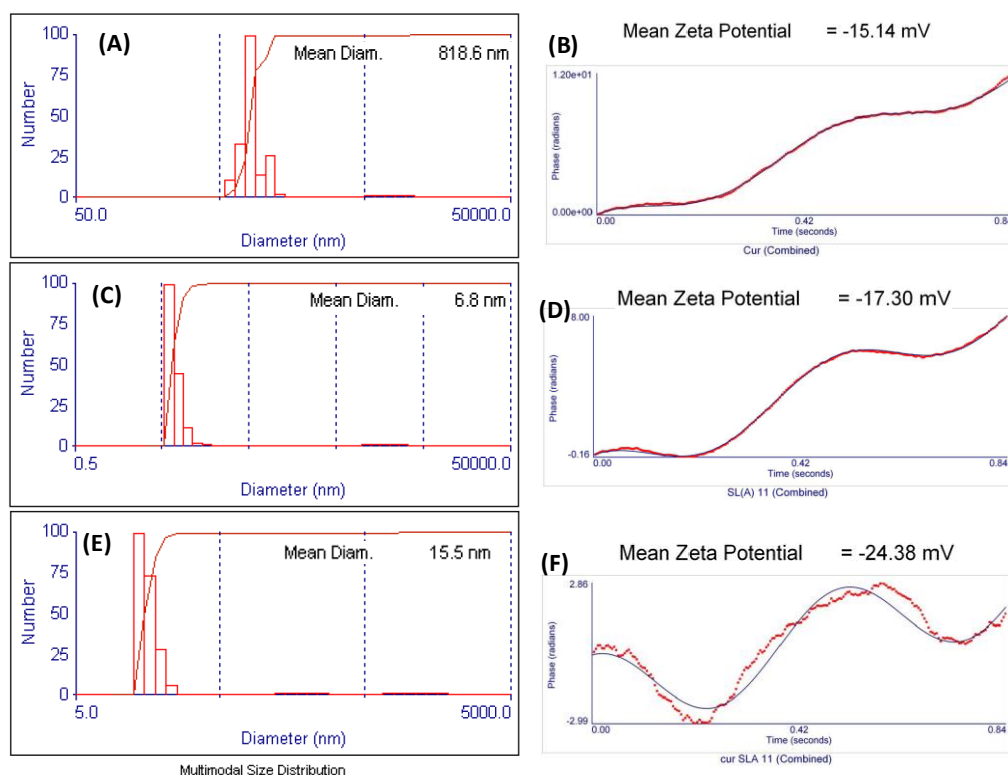 (A)
100
75
50
25
0
Number
Mean Diam. 818.6 nm
50.0 50000.0
Diameter (nm)
(B)
Mean Zeta Potential = -15.14 mV
1.20e+01
Phase (radians)
0.00e+00
0.00 0.42 0.84
Time (seconds)
Cur (Combined)
(C)
100
75
50
25
0
Number
Mean Diam. 6.8 nm
0.5 50000.0
Diameter (nm)
(D)
Mean Zeta Potential = -17.30 mV
8.00
Phase (radians)
-0.16
0.00 0.42 0.84
Time (seconds)
SL(A) 11 (Combined)
(E)
100
75
50
25
0
Number
Mean Diam. 15.5 nm
5.0 5000.0
Diameter (nm)
Multimodal Size Distribution
(F)
Mean Zeta Potential = -24.38 mV
2.86
Phase (radians)
-2.99
0.00 0.42 0.84
Time (seconds)
cur SLA 11 (Combined)